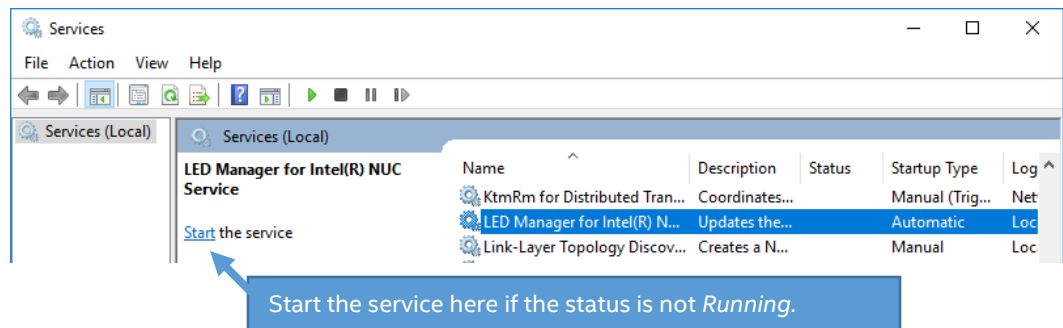 Services
File Action View Help
Services (Local)
Services (Local)
LED Manager for Intel(R) NUC
Service
Start the service
Name Description Status Startup Type Log
KtmRm for Distributed Tran... Coordinates... Manual (Trig... Net
LED Manager for Intel(R) N... Updates the... Automatic Loc
Link-Layer Topology Discov... Creates a N... Manual Loc
Start the service here if the status is not Running.